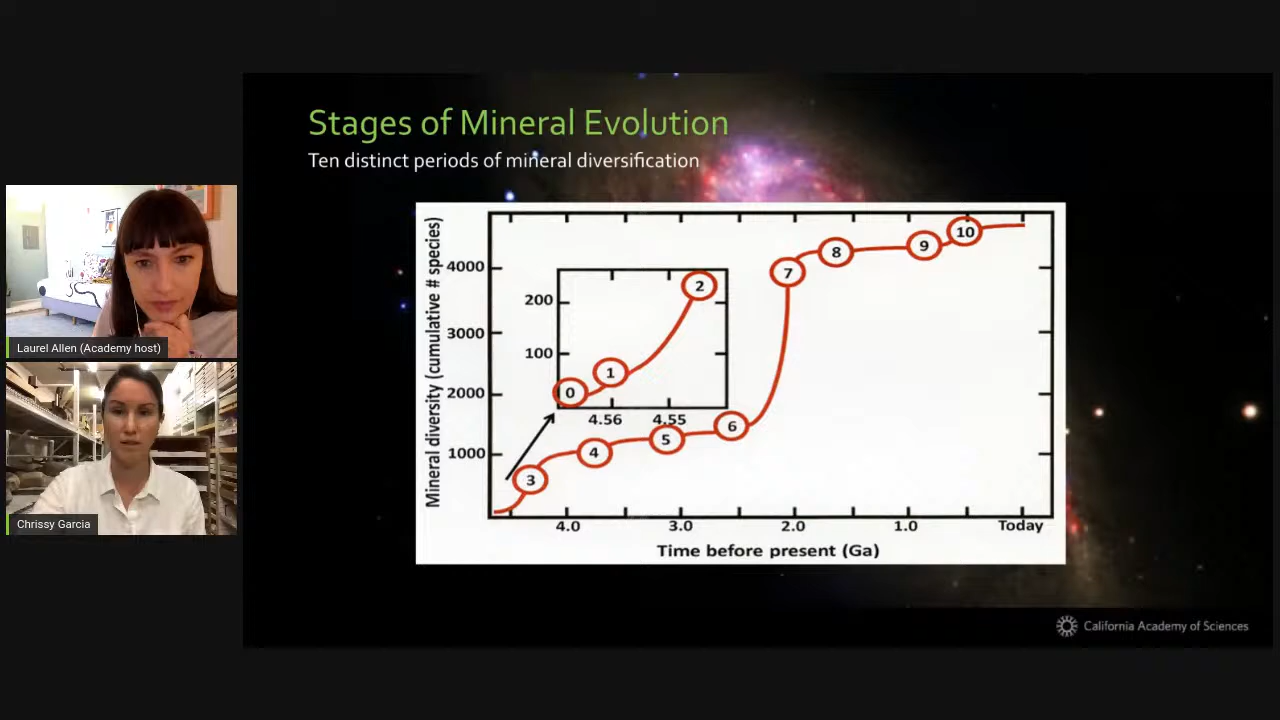 Stages of Mineral Evolution
Ten distinct periods of mineral diversification
Laurel Allen (Academy host)
Chrissy Garcia
Mineral diversity (cumulative # species)
4000
3000
2000
1000
200
100
0
1
2
4.56
4.55
3
4
5
6
7
8
9
10
4.0
3.0
2.0
1.0
Today
Time before present (Ga)
California Academy of Sciences